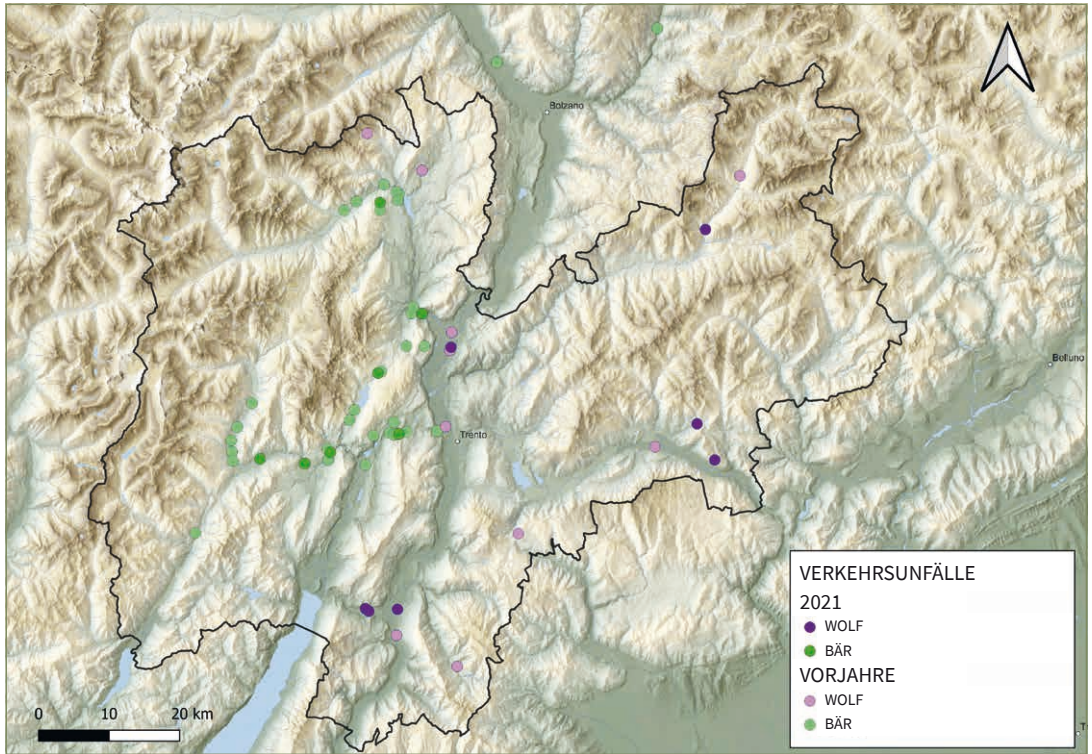 Bolzano
Belluno
Trento
VERKEHRSUNFÄLLE
2021
WOLF
BÄR
VORJAHRE
WOLF
BÄR
0 10 20 km
T